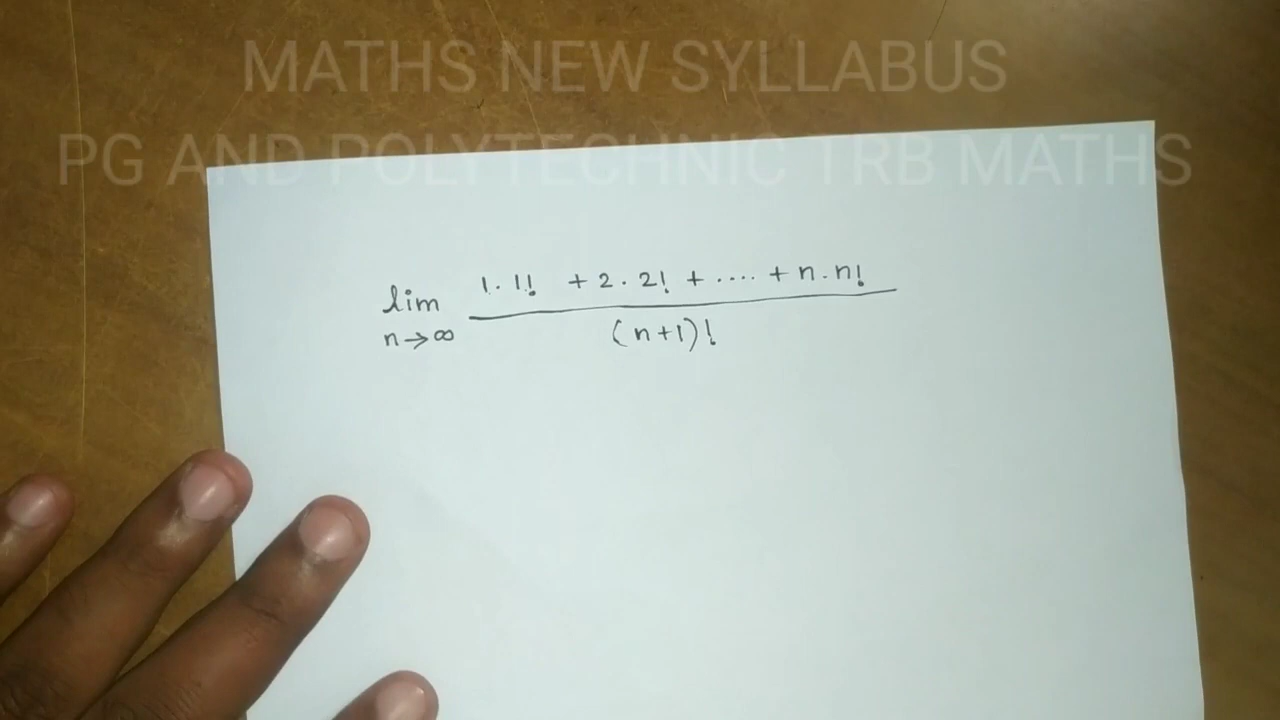 MATHS NEW SYLLABUS
PG AND POLYTECHNIC TRB MATHS
1. 1! + 2. 2! + .... + n. n!
lim
n→∞
(n+1)!